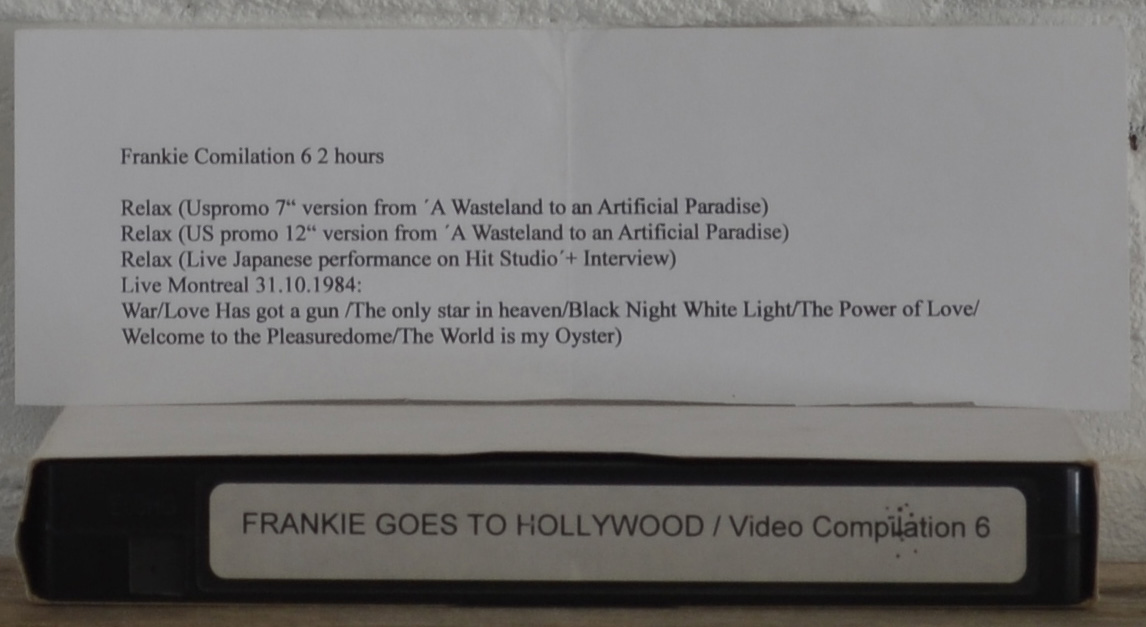 Frankie Comilation 6 2 hours
Relax (Uspromo 7“ version from ´A Wasteland to an Artificial Paradise)
Relax (US promo 12“ version from ´A Wasteland to an Artificial Paradise)
Relax (Live Japanese performance on Hit Studio´+ Interview)
Live Montreal 31.10.1984:
War/Love Has got a gun /The only star in heaven/Black Night White Light/The Power of Love/
Welcome to the Pleasuredome/The World is my Oyster)
FRANKIE GOES TO HOLLYWOOD / Video Compilation 6